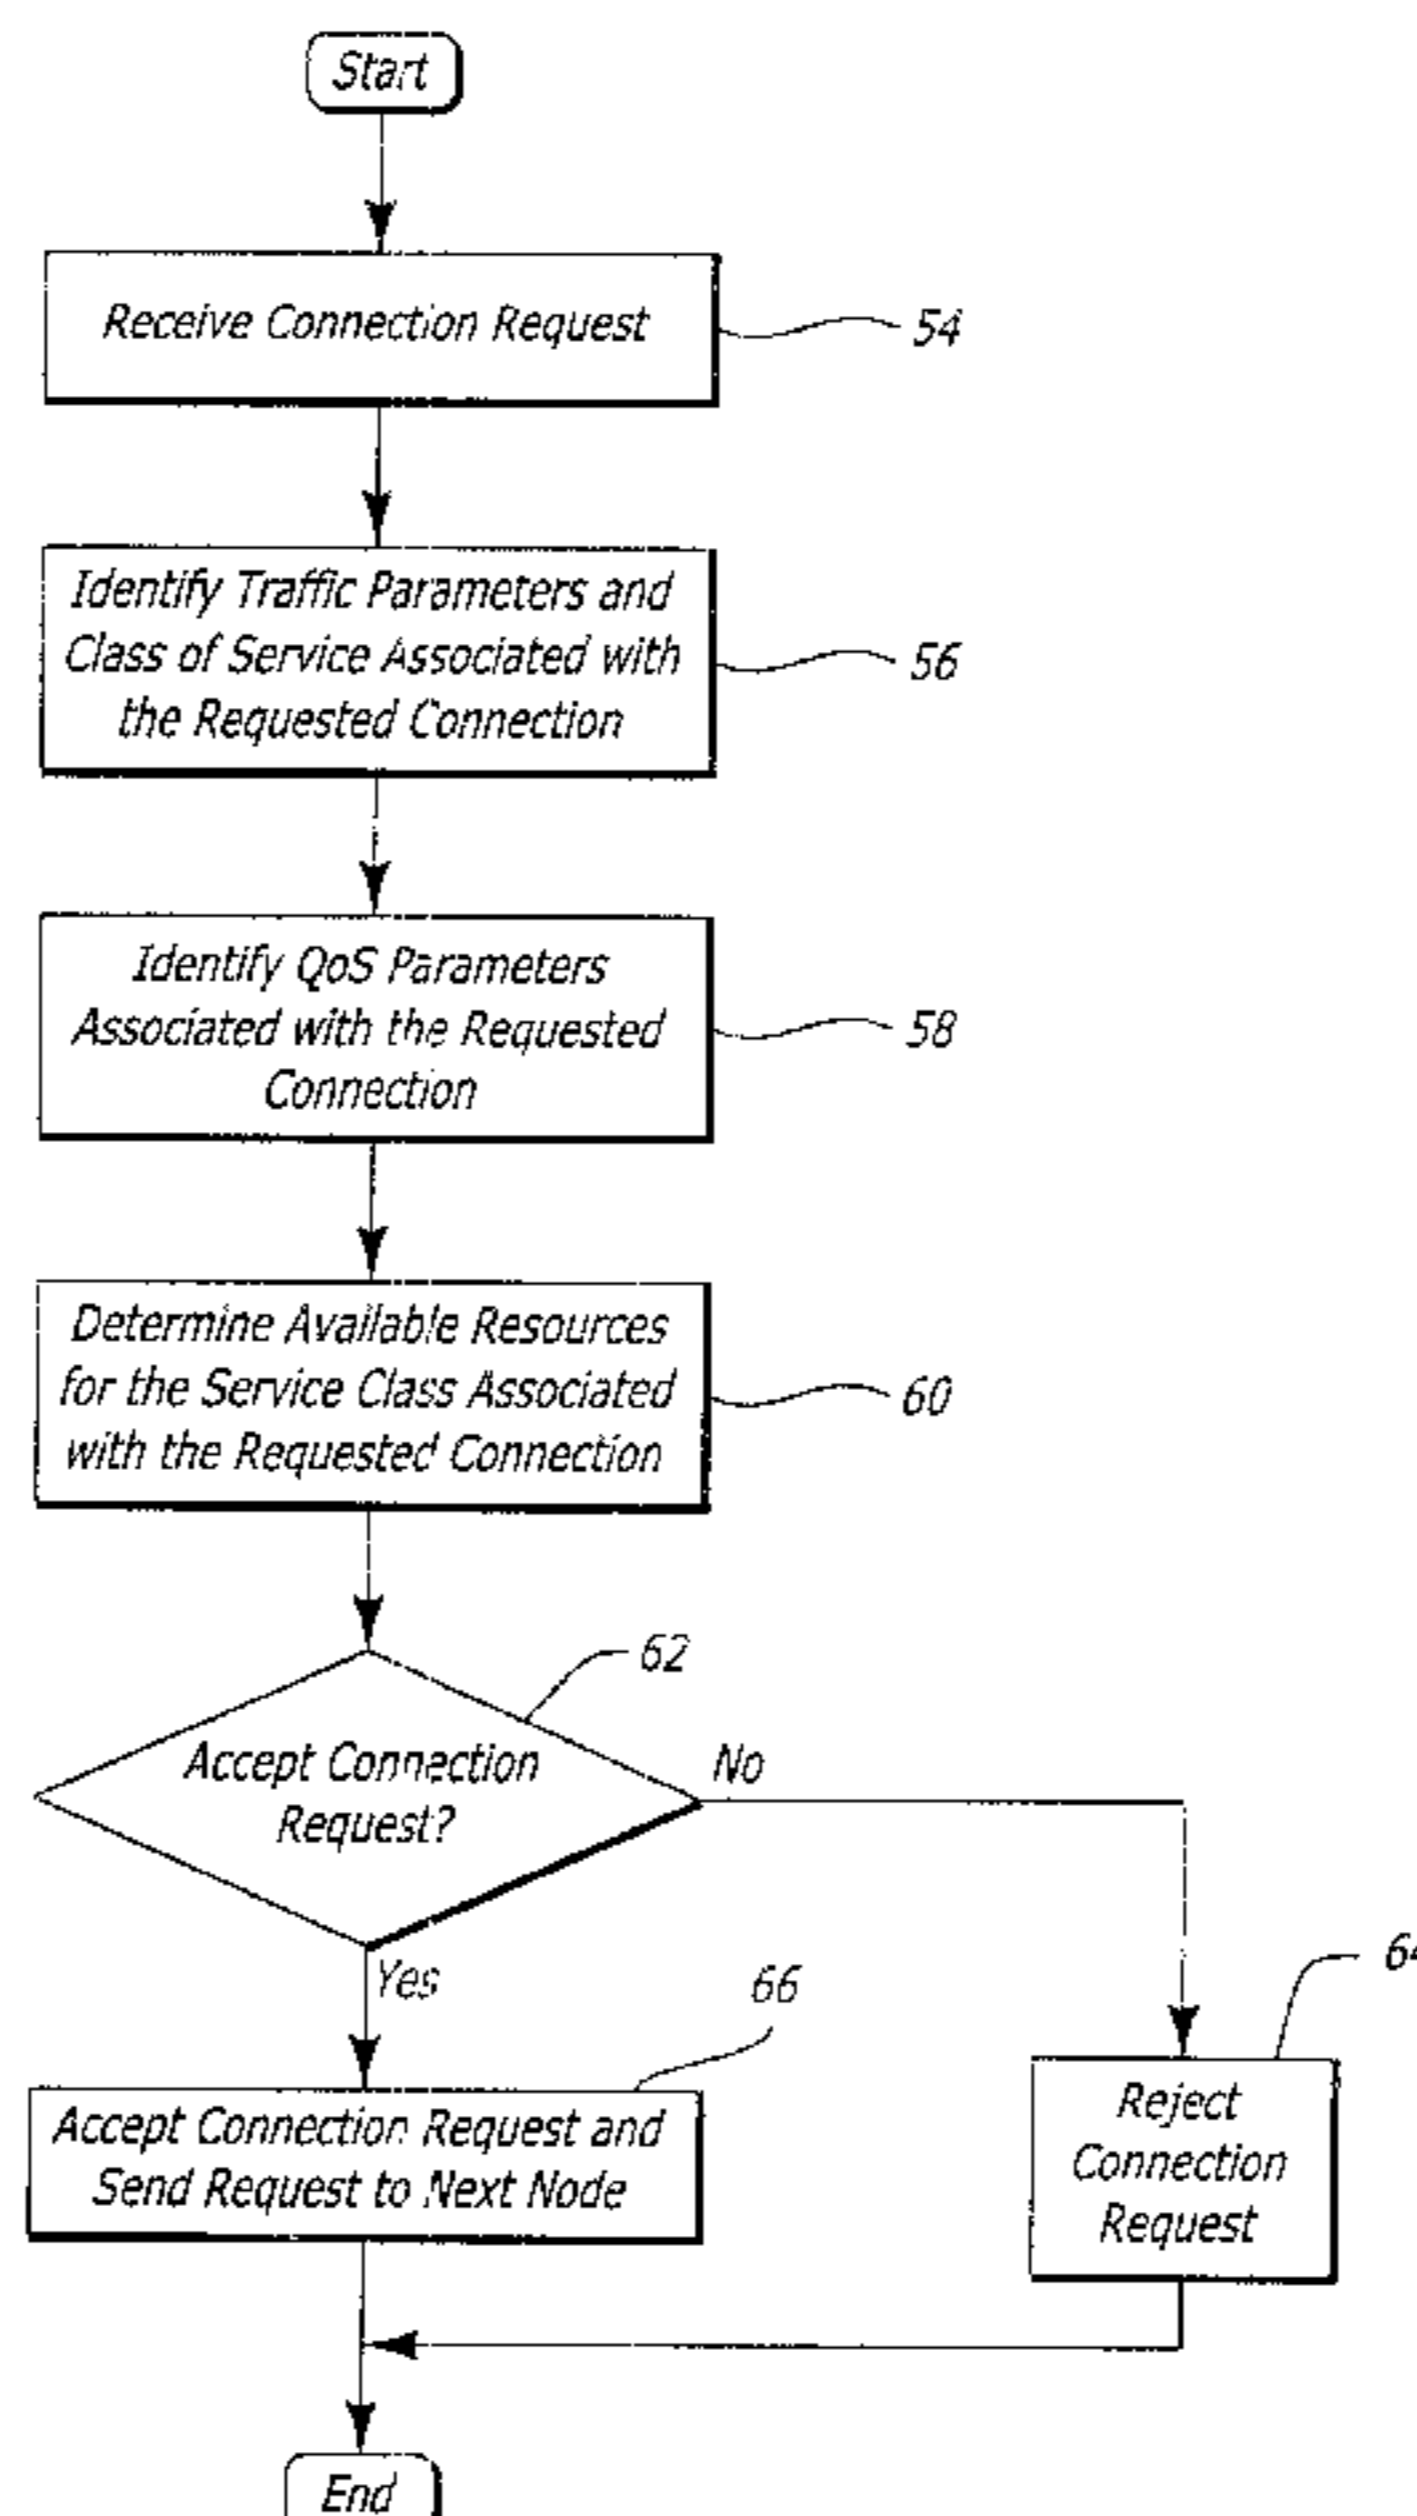 Start
Receive Connection Request
54
Identify Traffic Parameters and
Class of Service Associated with
the Requested Connection
56
Identify QoS Parameters
Associated with the Requested
Connection
58
Determine Available Resources
for the Service Class Associated
with the Requested Connection
60
62
Accept Connection
Request?
No
Yes
66
64
Accept Connection Request and
Send Request to Next Node
Reject
Connection
Request
End